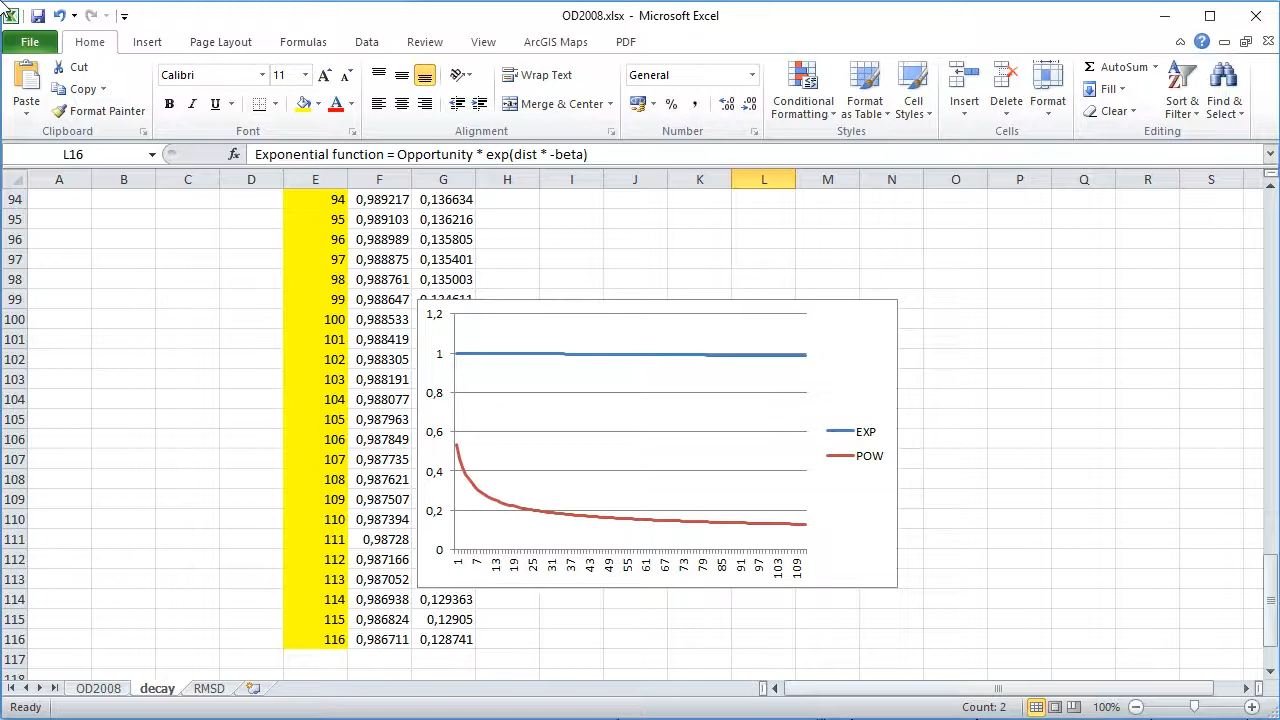 OD2008.xlsx - Microsoft Excel
File Home Insert Page Layout Formulas Data Review View ArcGIS Maps PDF
Paste
Cut
Copy
Format Painter
Clipboard
Calibri 11
B I U
Font
Wrap Text
Merge & Center
Alignment
General
Number
Conditional Formatting
Format as Table
Cell Styles
Styles
Insert
Delete
Format
Cells
AutoSum
Fill
Clear
Sort & Filter
Find & Select
Editing
L16 fx Exponential function = Opportunity * exp(dist * -beta)
A B C D E F G H I J K L M N O P Q R S
94 94 0,989217 0,136634
95 95 0,989103 0,136216
96 96 0,988989 0,135805
97 97 0,988875 0,135401
98 98 0,988761 0,135003
99 99 0,988647
100 100 0,988533
101 101 0,988419
102 102 0,988305
103 103 0,988191
104 104 0,988077
105 105 0,987963
106 106 0,987849
107 107 0,987735
108 108 0,987621
109 109 0,987507
110 110 0,987394
111 111 0,98728
112 112 0,987166
113 113 0,987052
114 114 0,986938 0,129363
115 115 0,986824 0,12905
116 116 0,986711 0,128741
117
1,2
1
0,8
0,6
0,4
0,2
0
1 7 13 19 25 31 37 43 49 55 61 67 73 79 85 91 97 103 109
EXP
POW
OD2008 decay RMSD
Ready Count: 2 100%